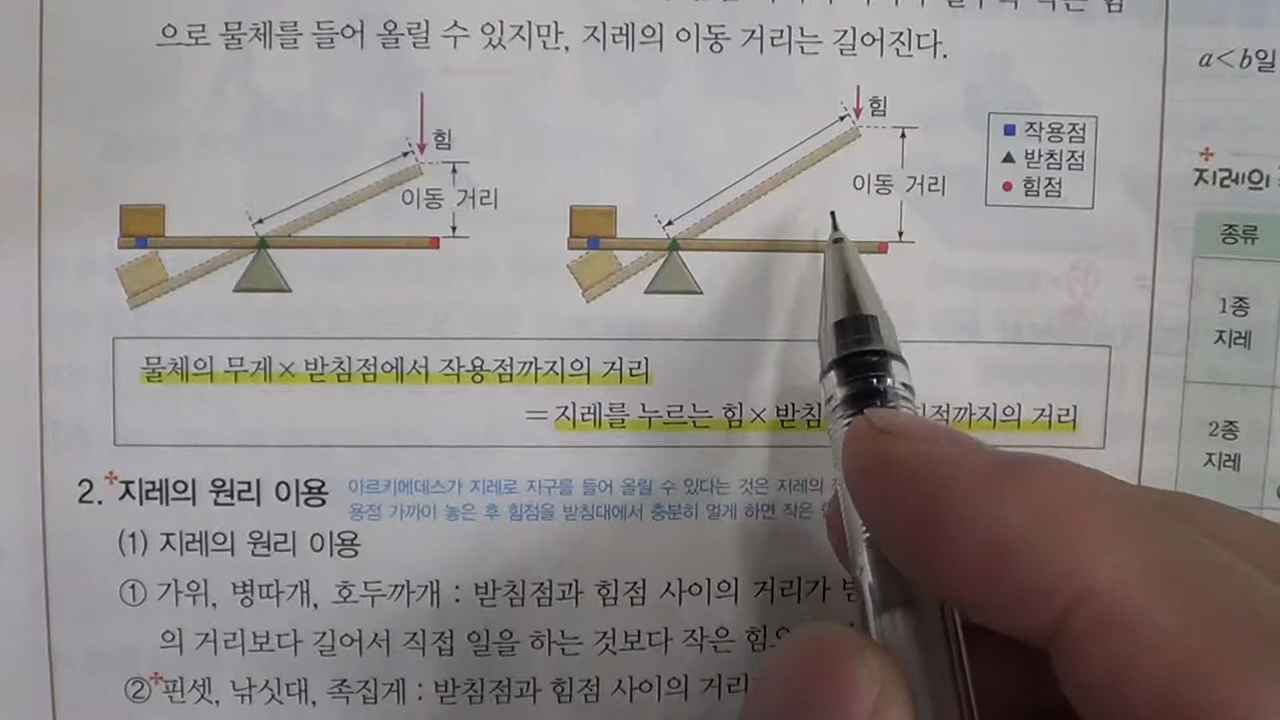 으로 물체를 들어 올릴 수 있지만, 지레의 이동 거리는 길어진다.
힘
이동 거리
힘
이동 거리
작용점
받침점
힘점
물체의 무게×받침점에서 작용점까지의 거리
=지레를 누르는 힘×받침 까지의 거리
2. 지레의 원리 이용
아르키메데스가 지레로 지구를 들어 올릴 수 있다는 것은 지레의
용점 가까이 놓은 후 힘점을 받침대에서 충분히 멀게 하면 작은
(1) 지레의 원리 이용
① 가위, 병따개, 호두까개 : 받침점과 힘점 사이의 거리가
의 거리보다 길어서 직접 일을 하는 것보다 작은
② 핀셋, 낚싯대, 족집게 : 받침점과 힘점 사이의 거리
a<b일
지레의
종류
1종
지레
2종
지레